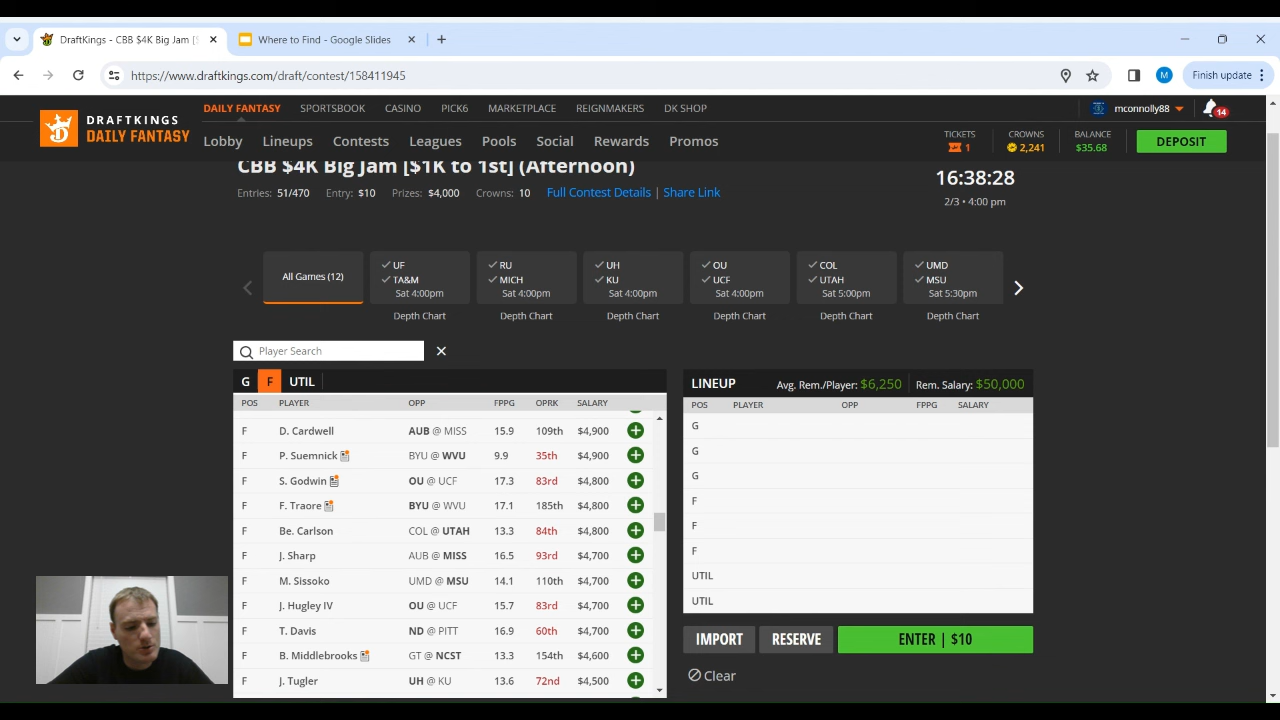 DraftKings - CBB $4K Big Jam [$
Where to Find - Google Slides
https://www.draftkings.com/draft/contest/158411945
M
Finish update
DRAFTKINGS
DAILY FANTASY
DAILY FANTASY SPORTSBOOK CASINO PICK6 MARKETPLACE REIGNMAKERS DK SHOP
mconnolly88 14
Lobby Lineups Contests Leagues Pools Social Rewards Promos
TICKETS CROWNS BALANCE
1 2,241 $35.68
DEPOSIT
CBB $4K Big Jam [$1K to 1st] (Afternoon)
Entries: 51/470 Entry: $10 Prizes: $4,000 Crowns: 10 Full Contest Details | Share Link
16:38:28
2/3 • 4:00 pm
All Games (12)
UF
TA&M
Sat 4:00pm
Depth Chart
RU
MICH
Sat 4:00pm
Depth Chart
UH
KU
Sat 4:00pm
Depth Chart
OU
UCF
Sat 4:00pm
Depth Chart
COL
UTAH
Sat 5:00pm
Depth Chart
UMD
MSU
Sat 5:30pm
Depth Chart
Player Search
G F UTIL
POS PLAYER OPP FPPG OPRK SALARY
F D. Cardwell AUB @ MISS 15.9 109th $4,900
F P. Suemnick BYU @ WVU 9.9 35th $4,900
F S. Godwin OU @ UCF 17.3 83rd $4,800
F F. Traore BYU @ WVU 17.1 185th $4,800
F Be. Carlson COL @ UTAH 13.3 84th $4,800
F J. Sharp AUB @ MISS 16.5 93rd $4,700
F M. Sissoko UMD @ MSU 14.1 110th $4,700
F J. Hugley IV OU @ UCF 15.7 83rd $4,700
F T. Davis ND @ PITT 16.9 60th $4,700
F B. Middlebrooks GT @ NCST 13.3 154th $4,600
F J. Tugler UH @ KU 13.6 72nd $4,500
LINEUP Avg. Rem./Player: $6,250 Rem. Salary: $50,000
POS PLAYER OPP FPPG SALARY
G
G
G
F
F
F
UTIL
UTIL
IMPORT RESERVE ENTER | $10
Clear